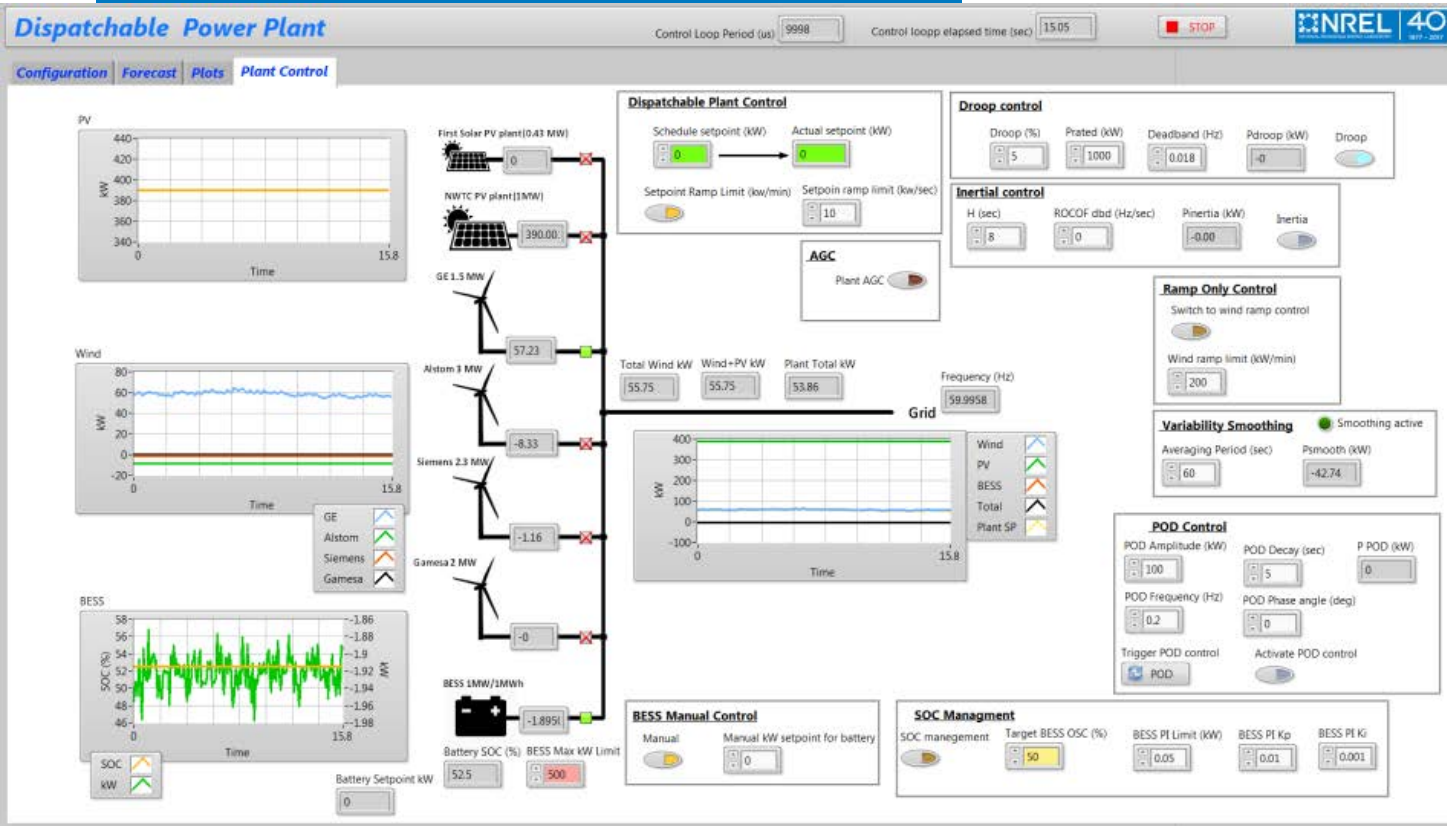 Dispatchable Power Plant
Control Loop Period (us) 9998
Control loopp elapsed time (sec) 15.05
STOP
NREL 40
1977 - 2017
Configuration Forecast Plots Plant Control
PV
440
420
400
380
360
340
kW
0 15.8
Time
Wind
80
60
40
20
0
-20
kW
0 15.8
Time
GE
Alstom
Siemens
Gamesa
BESS
58
56
54
52
50
48
46
SOC (%)
-1.86
-1.88
-1.9
-1.92
-1.94
-1.96
-1.98
kW
0 15.8
Time
SOC
kW
First Solar PV plant(0.43 MW)
0
NWTC PV plant(1MW)
390.00
GE 1.5 MW
57.23
Alstom 3 MW
-8.33
Siemens 2.3 MW
-1.16
Gamesa 2 MW
-0
BESS 1MW/1MWh
-1.895
Battery SOC (%) BESS Max kW Limit
52.5 500
Battery Setpoint kW
0
Total Wind kW Wind+PV kW Plant Total kW
55.75 55.75 53.86
Frequency (Hz)
59.9958
Grid
400
300
200
100
0
-100
kW
0 15.8
Time
Wind
PV
BESS
Total
Plant SP
Dispatchable Plant Control
Schedule setpoint (kW) Actual setpoint (kW)
0 0
Setpoint Ramp Limit (kw/min) Setpoin ramp limit (kw/sec)
10
AGC
Plant AGC
Droop control
Droop (%) Prated (kW) Deadband (Hz) Pdroop (kW) Droop
5 1000 0.018 -0
Inertial control
H (sec) ROCOF dbd (Hz/sec) Pinertia (kW) Inertia
8 0 -0.00
Ramp Only Control
Switch to wind ramp control
Wind ramp limit (kW/min)
200
Variability Smoothing Smoothing active
Averaging Period (sec) Psmooth (kW)
60 -42.74
POD Control
POD Amplitude (kW) POD Decay (sec) P POD (kW)
100 5 0
POD Frequency (Hz) POD Phase angle (deg)
0.2 0
Trigger POD control Activate POD control
POD
BESS Manual Control
Manual Manual kW setpoint for battery
0
SOC Managment
SOC manegement Target BESS OSC (%) BESS PI Limit (kW) BESS PI Kp BESS PI Ki
50 0.05 0.01 0.001